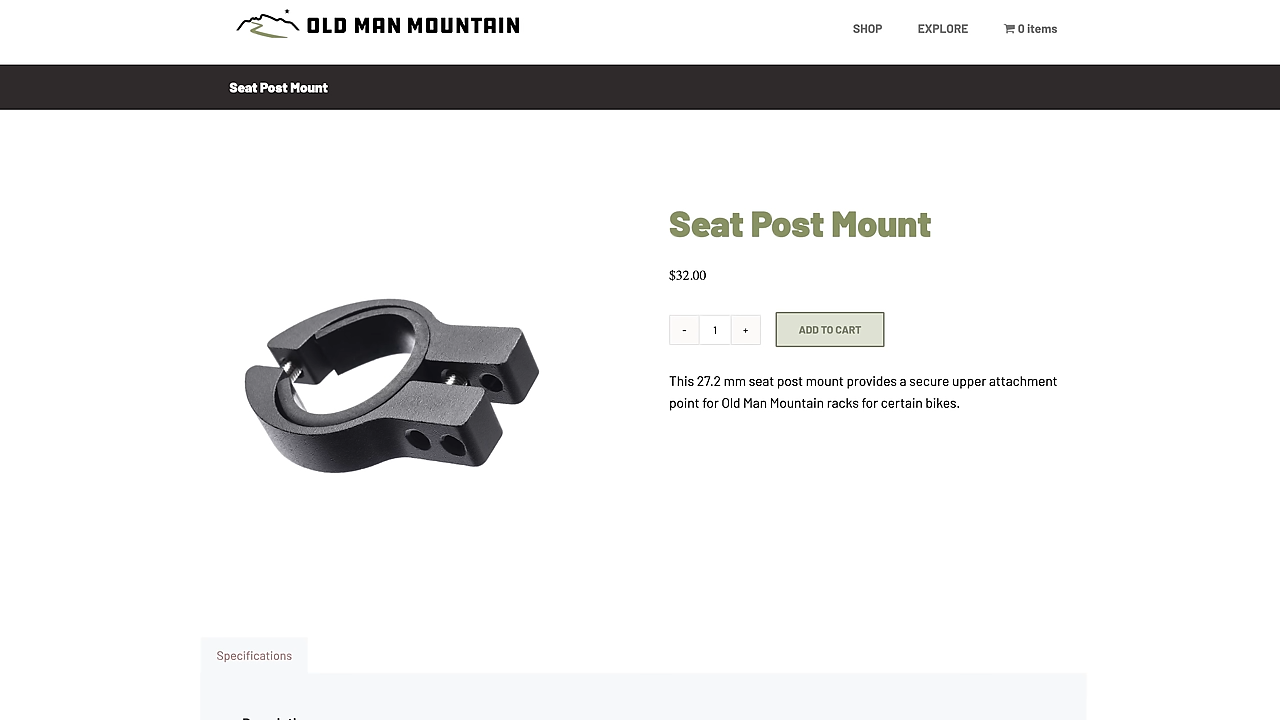 OLD MAN MOUNTAIN
SHOP
EXPLORE
0 items
Seat Post Mount
Seat Post Mount
$32.00
-
1
+
ADD TO CART
This 27.2 mm seat post mount provides a secure upper attachment
point for Old Man Mountain racks for certain bikes.
Specifications